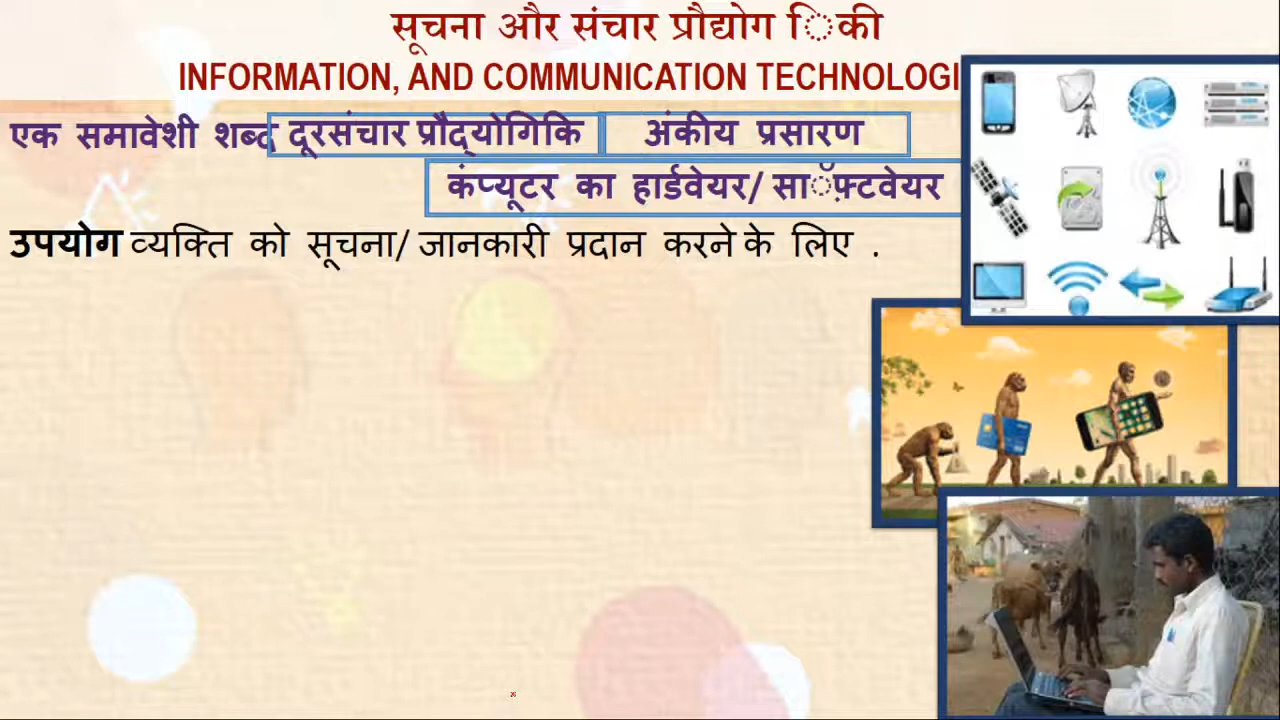 सूचना और संचार प्रौद्योग िकी
INFORMATION, AND COMMUNICATION TECHNOLOGI
एक समावेशी शब्द दूरसंचार प्रौद्योगिकि अंकीय प्रसारण
कंप्यूटर का हार्डवेयर/ साॅफ़्टवेयर
उपयोग व्यक्ति को सूचना/ जानकारी प्रदान करने के लिए .